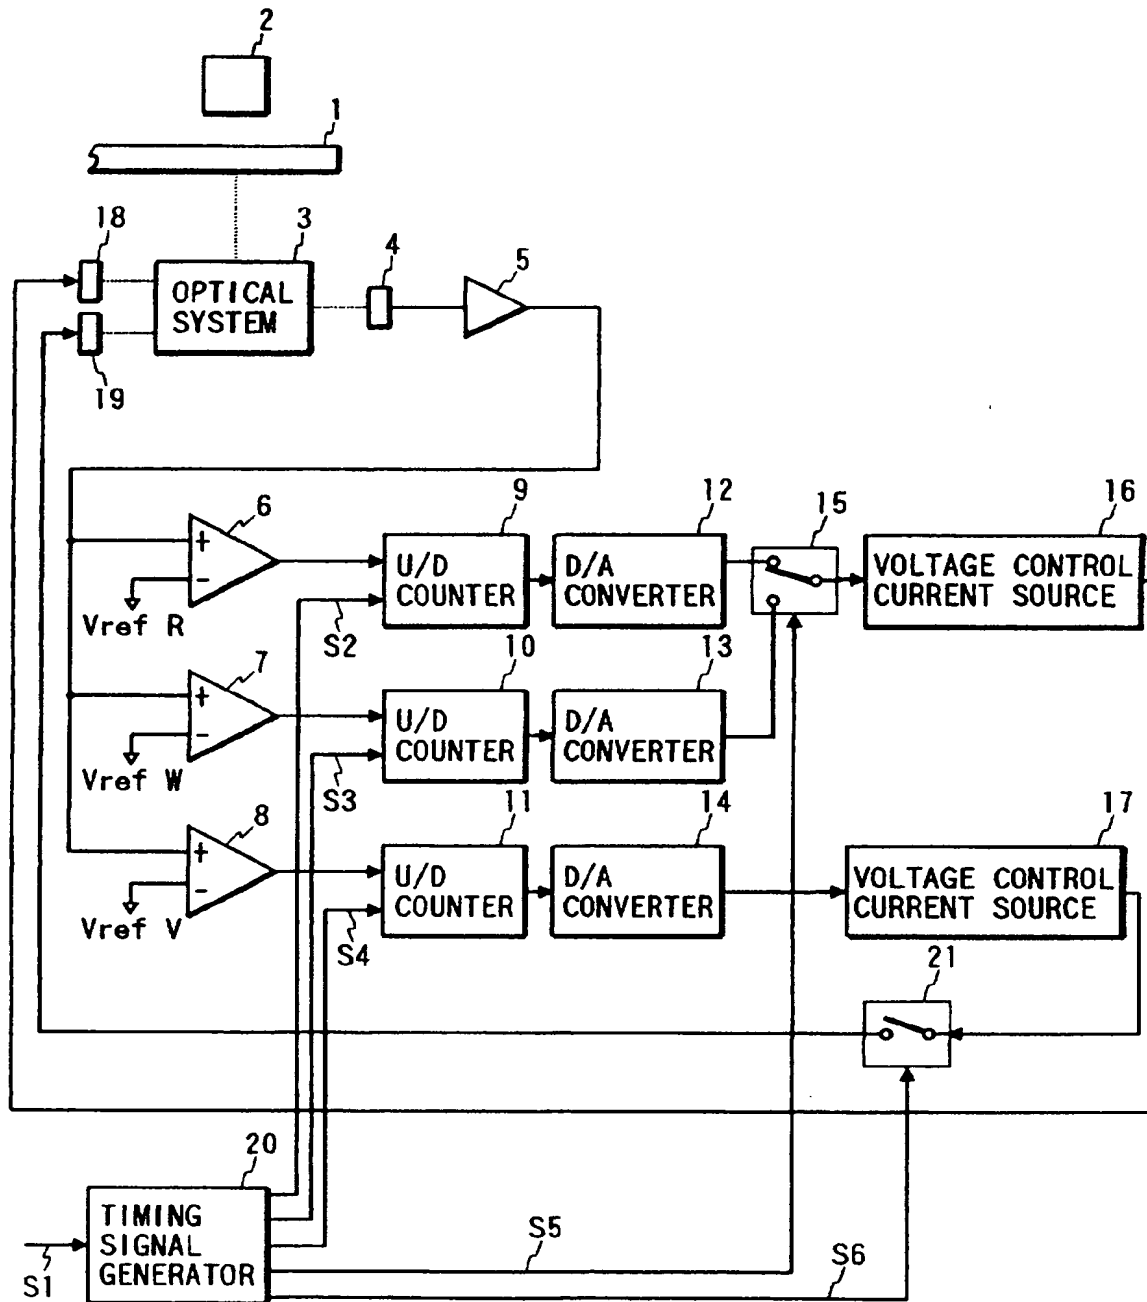 2
1
18
3
4
5
OPTICAL
SYSTEM
19
6
9
12
15
16
U/D
COUNTER
D/A
CONVERTER
VOLTAGE CONTROL
CURRENT SOURCE
+
-
Vref R
S2
7
10
13
U/D
COUNTER
D/A
CONVERTER
+
-
Vref W
S3
8
11
14
17
U/D
COUNTER
D/A
CONVERTER
VOLTAGE CONTROL
CURRENT SOURCE
+
-
Vref V
S4
21
20
TIMING
SIGNAL
GENERATOR
S1
S5
S6